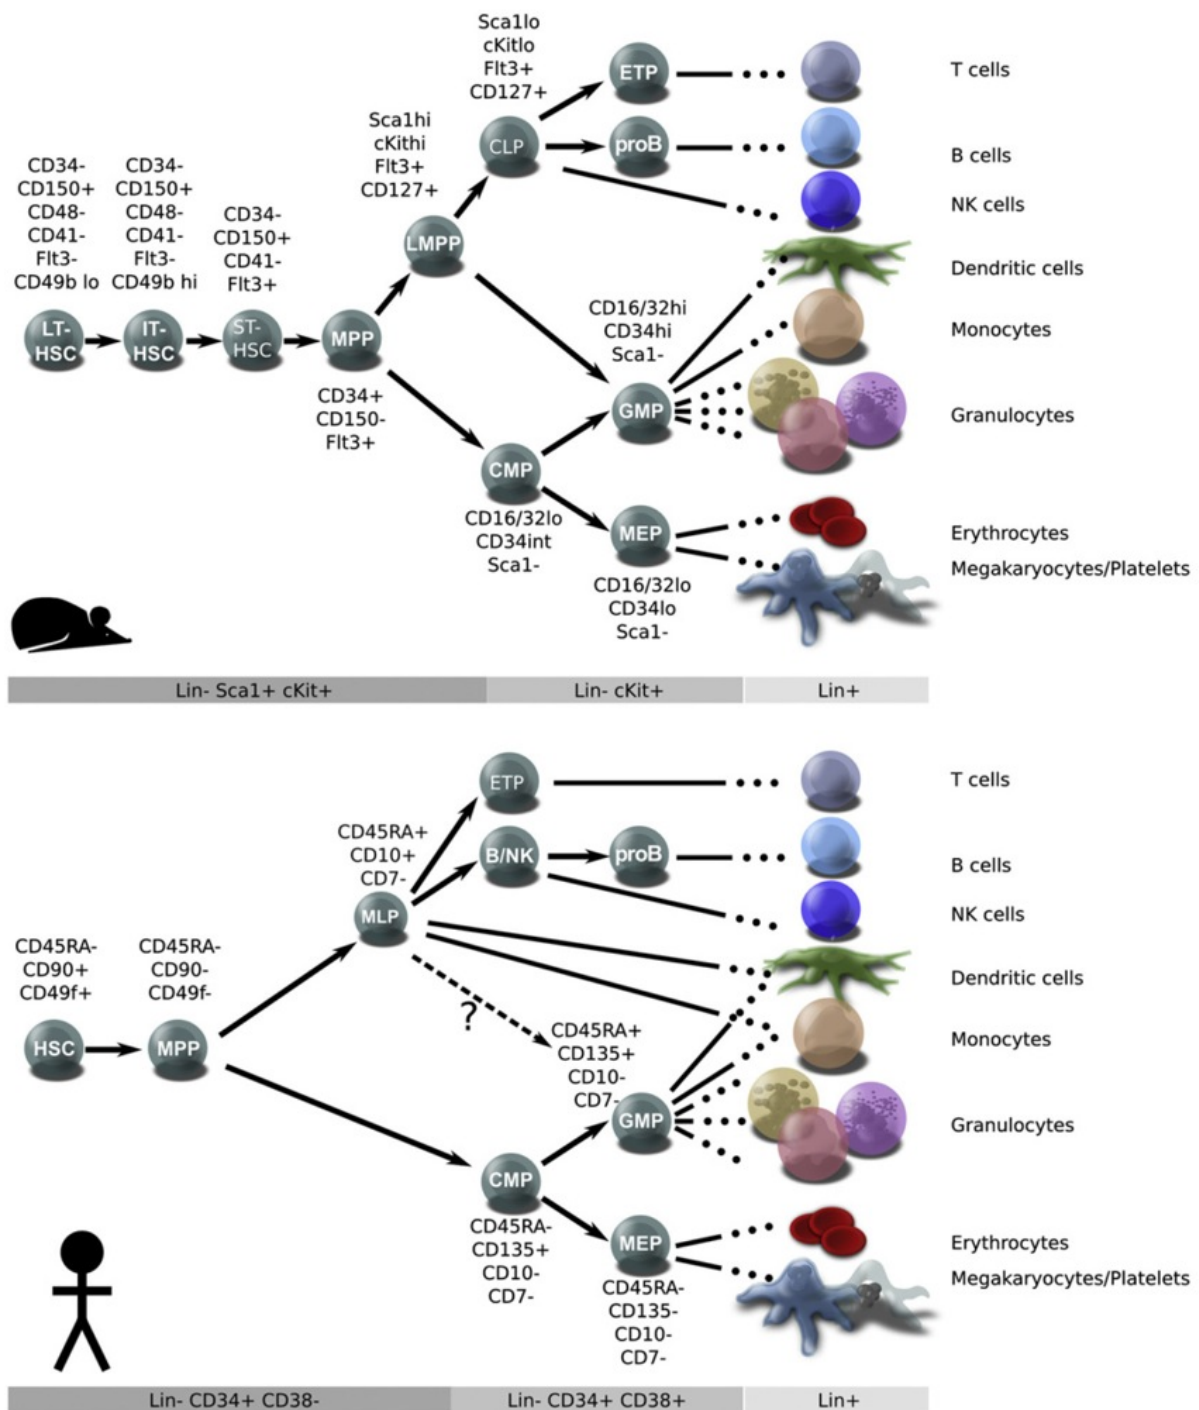 Sca1lo
cKitlo
Flt3+
CD127+
ETP
T cells
Sca1hi
cKithi
Flt3+
CD127+
CLP
proB
B cells
NK cells
CD34-
CD150+
CD48-
CD41-
Flt3-
CD49b lo
CD34-
CD150+
CD48-
CD41-
Flt3-
CD49b hi
CD34-
CD150+
CD41-
Flt3+
LMPP
Dendritic cells
LT-
HSC
IT-
HSC
ST-
HSC
MPP
CD34+
CD150-
Flt3+
CD16/32hi
CD34hi
Sca1-
GMP
Monocytes
Granulocytes
CMP
CD16/32lo
CD34int
Sca1-
MEP
CD16/32lo
CD34lo
Sca1-
Erythrocytes
Megakaryocytes/Platelets
Lin- Sca1+ cKit+
Lin- cKit+
Lin+
ETP
T cells
CD45RA+
CD10+
CD7-
B/NK
proB
B cells
MLP
NK cells
CD45RA-
CD90+
CD49f+
CD45RA-
CD90-
CD49f-
Dendritic cells
HSC
MPP
?
CD45RA+
CD135+
CD10-
CD7-
GMP
Monocytes
Granulocytes
CMP
CD45RA-
CD135+
CD10-
CD7-
MEP
CD45RA-
CD135-
CD10-
CD7-
Erythrocytes
Megakaryocytes/Platelets
Lin- CD34+ CD38-
Lin- CD34+ CD38+
Lin+